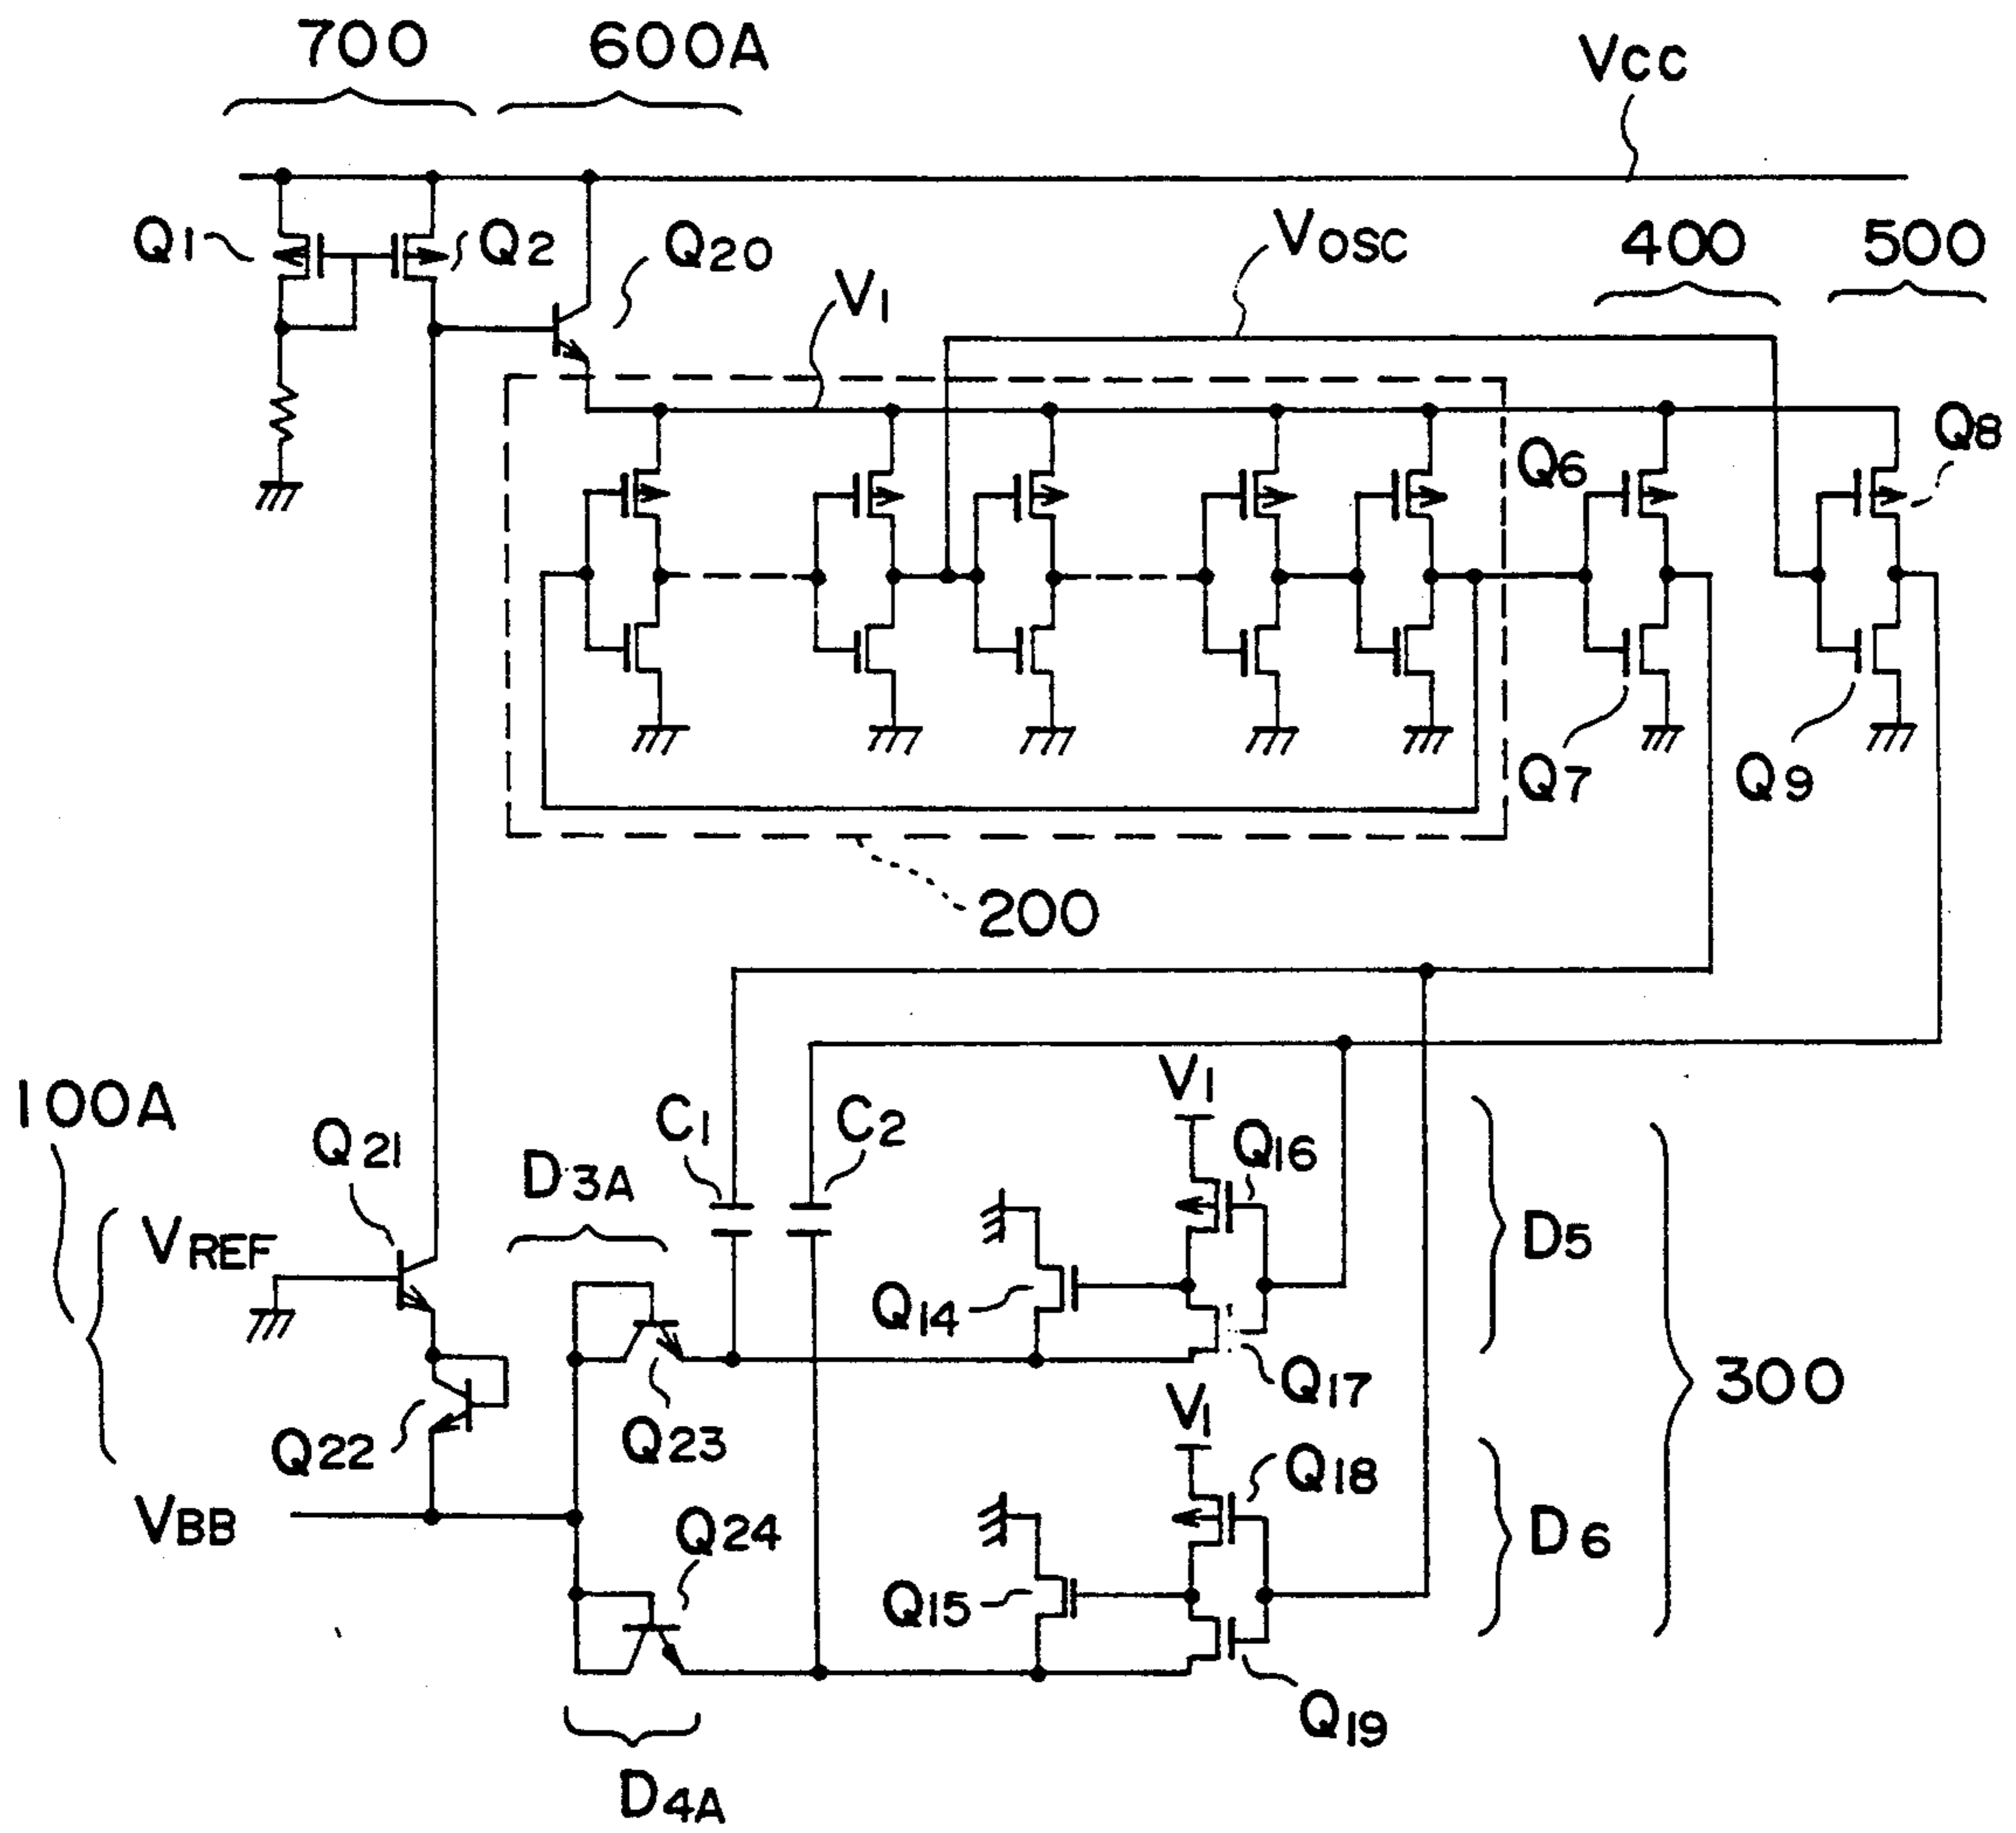 700 600A VCC
Q1 Q2 Q20 VOSC 400 500
V1
Q6 Q8
Q7 Q9
200
100A
Q21 D3A C1 C2 V1 Q16
VREF D5
Q14
Q17
Q22 Q23 V1 300
Q18
VBB Q24 D6
Q15
Q19
D4A